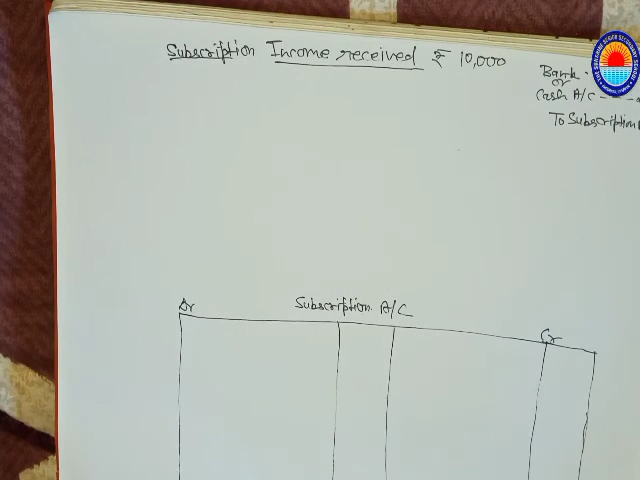 Subscription Income received ₹ 10,000
Bank
or
Cash A/C
To Subscription
Dr
Subscription A/C
Cr